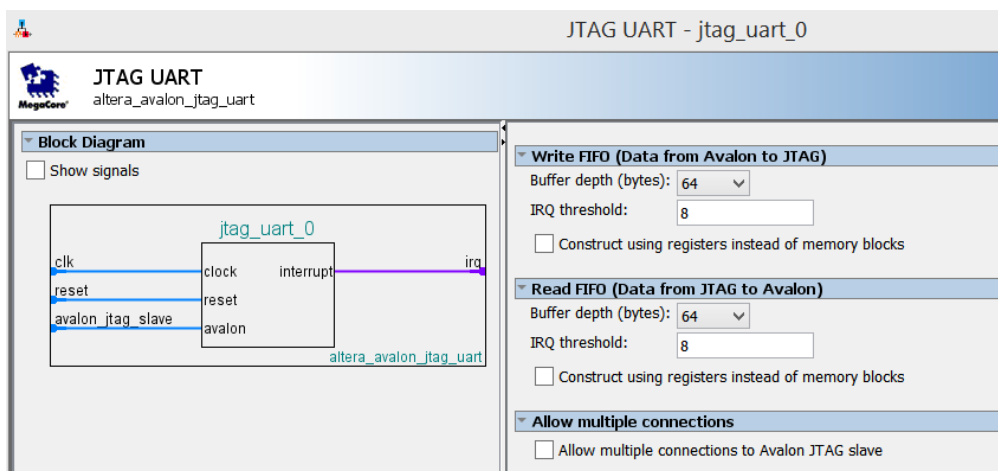 JTAG UART - jtag_uart_0
JTAG UART
altera_avalon_jtag_uart
MegaCore®
Block Diagram
Show signals
jtag_uart_0
clk
clock
interrupt
irq
reset
reset
avalon_jtag_slave
avalon
altera_avalon_jtag_uart
Write FIFO (Data from Avalon to JTAG)
Buffer depth (bytes): 64
IRQ threshold: 8
Construct using registers instead of memory blocks
Read FIFO (Data from JTAG to Avalon)
Buffer depth (bytes): 64
IRQ threshold: 8
Construct using registers instead of memory blocks
Allow multiple connections
Allow multiple connections to Avalon JTAG slave